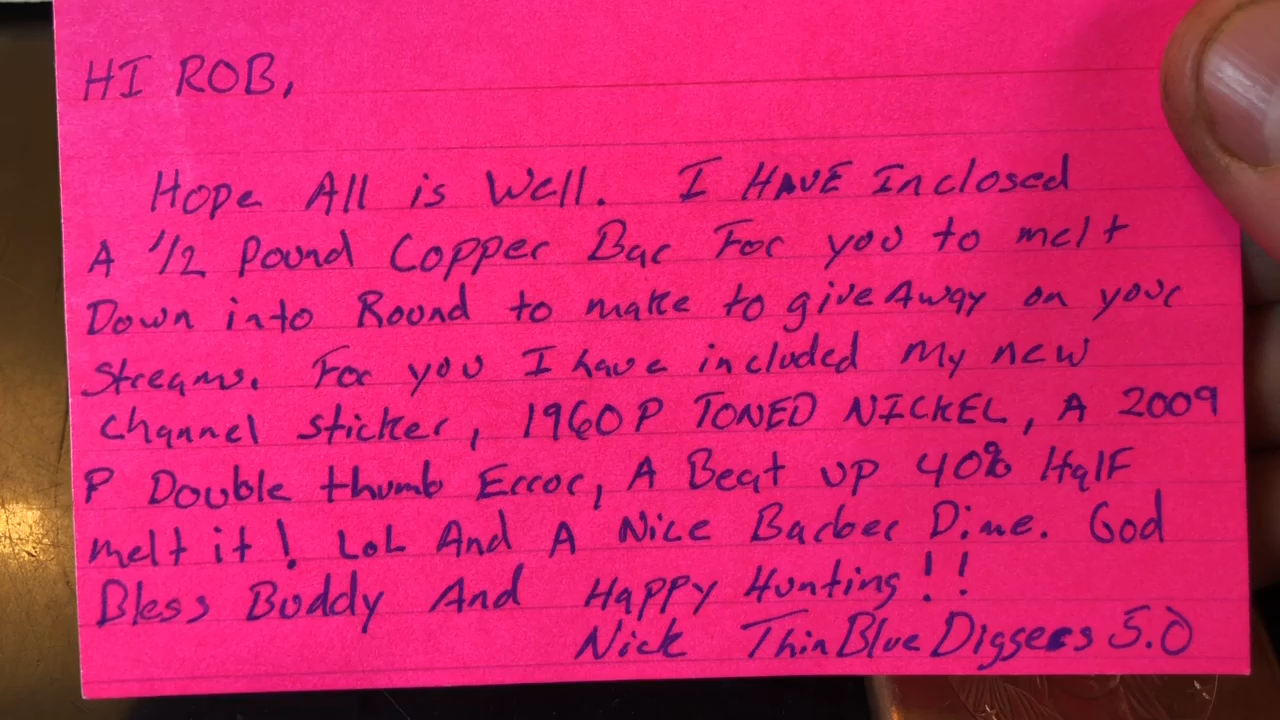 HI ROB,
Hope All is Well. I HAVE Inclosed
A 1/2 Pound Copper Bar For you to melt
Down into Round to make to give Away on your
Streams. For you I have included My new
Channel sticker, 1960 P TONED NICKEL, A 2009
P Double thumb Error, A Beat up 40% Half
melt it! LoL And A Nice Barber Dime. God
Bless Buddy And Happy Hunting!!
Nick ThinBlueDiggers 5.0